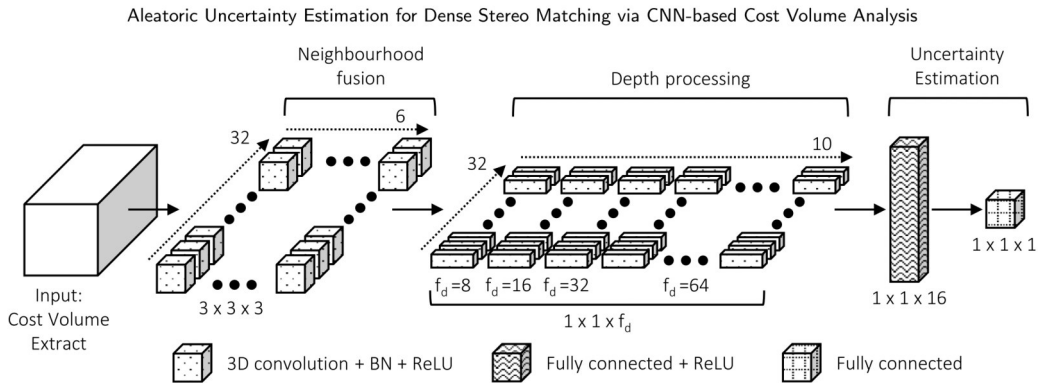 Aleatoric Uncertainty Estimation for Dense Stereo Matching via CNN-based Cost Volume Analysis
Neighbourhood
fusion
Depth processing
Uncertainty
Estimation
6
32
10
32
Input:
Cost Volume
Extract
3 x 3 x 3
f_d=8
f_d=16
f_d=32
f_d=64
1 x 1 x f_d
1 x 1 x 16
1 x 1 x 1
3D convolution + BN + ReLU
Fully connected + ReLU
Fully connected